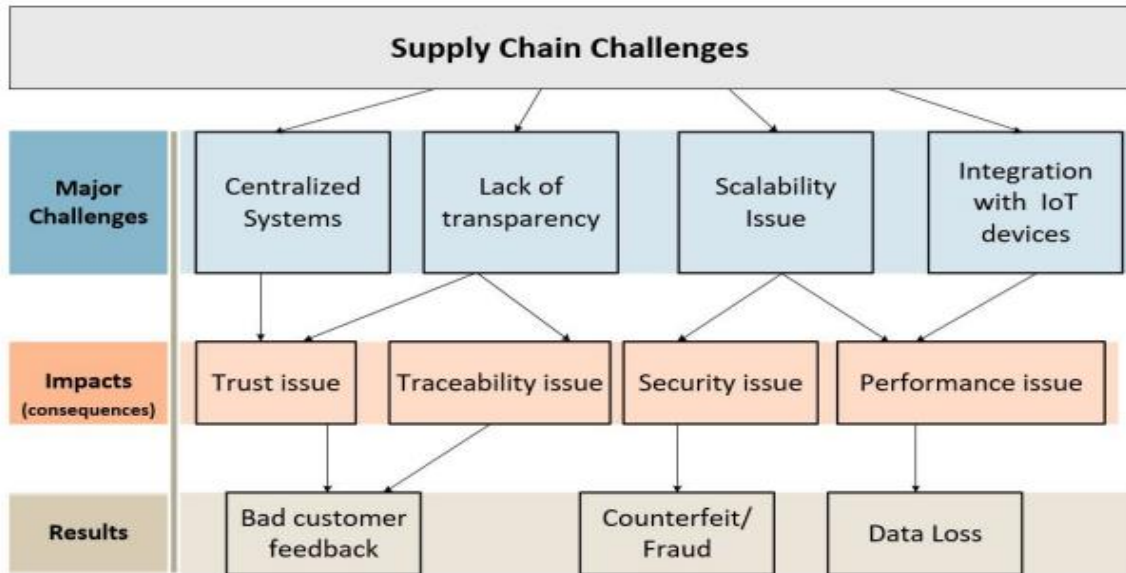 Supply Chain Challenges
Major
Challenges
Centralized
Systems
Lack of
transparency
Scalability
Issue
Integration
with IoT
devices
Impacts
(consequences)
Trust issue
Traceability issue
Security issue
Performance issue
Results
Bad customer
feedback
Counterfeit/
Fraud
Data Loss